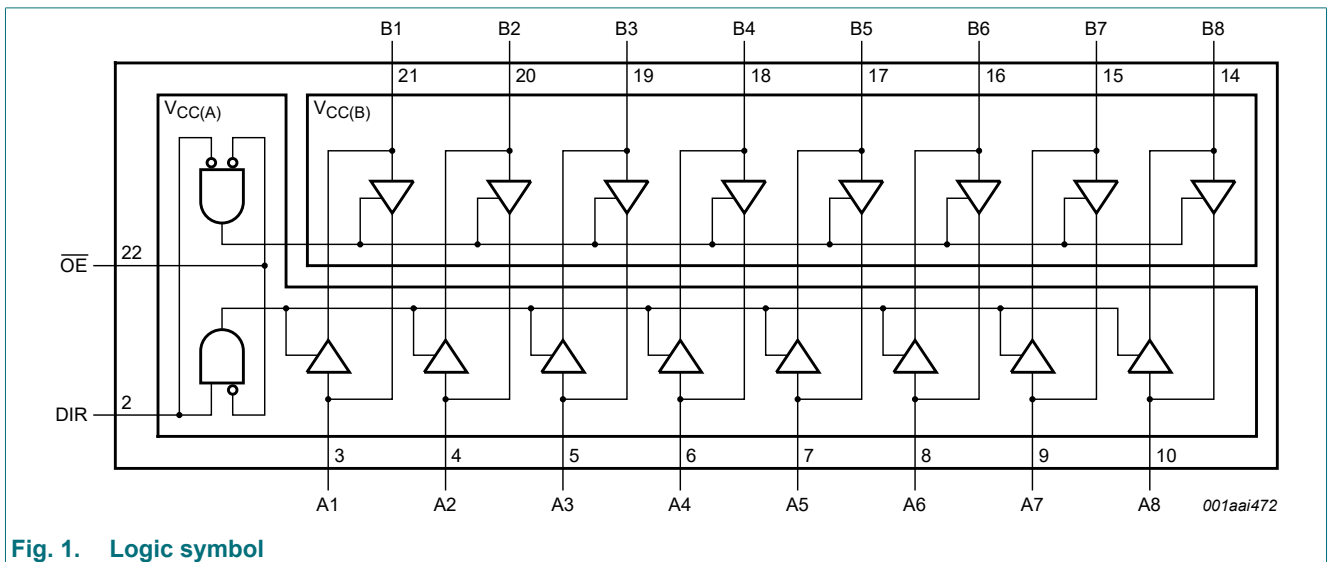 B1 B2 B3 B4 B5 B6 B7 B8
21 20 19 18 17 16 15 14
VCC(A) VCC(B)
22
OE
2
DIR
3 4 5 6 7 8 9 10
A1 A2 A3 A4 A5 A6 A7 A8 001aai472
Fig. 1. Logic symbol